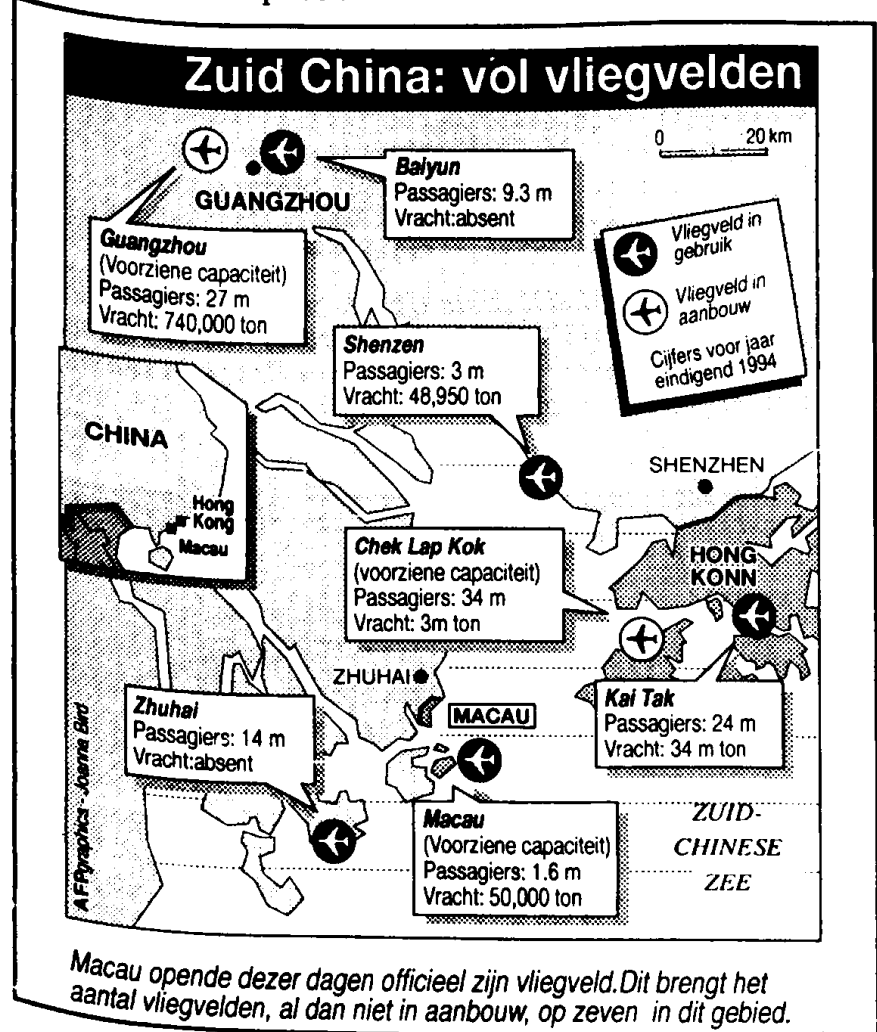 Zuid China: vol vliegvelden
0 20 km
Baiyun
Passagiers: 9.3 m
Vracht:absent
GUANGZHOU
Guangzhou
(Voorziene capaciteit)
Passagiers: 27 m
Vracht: 740,000 ton
Vliegveld in
gebruik
Vliegveld in
aanbouw
Cijfers voor jaar
eindigend 1994
Shenzen
Passagiers: 3 m
Vracht: 48,950 ton
CHINA
Hong
Kong
Macau
SHENZHEN
Chek Lap Kok
(voorziene capaciteit)
Passagiers: 34 m
Vracht: 3m ton
HONG
KONN
ZHUHAI
MACAU
Kai Tak
Passagiers: 24 m
Vracht: 34 m ton
Zhuhai
Passagiers: 14 m
Vracht:absent
Macau
(Voorziene capaciteit)
Passagiers: 1.6 m
Vracht: 50,000 ton
ZUID-
CHINESE
ZEE
AFPgraphics - Joanna Bird
Macau opende dezer dagen officieel zijn vliegveld.Dit brengt het
aantal vliegvelden, al dan niet in aanbouw, op zeven in dit gebied.